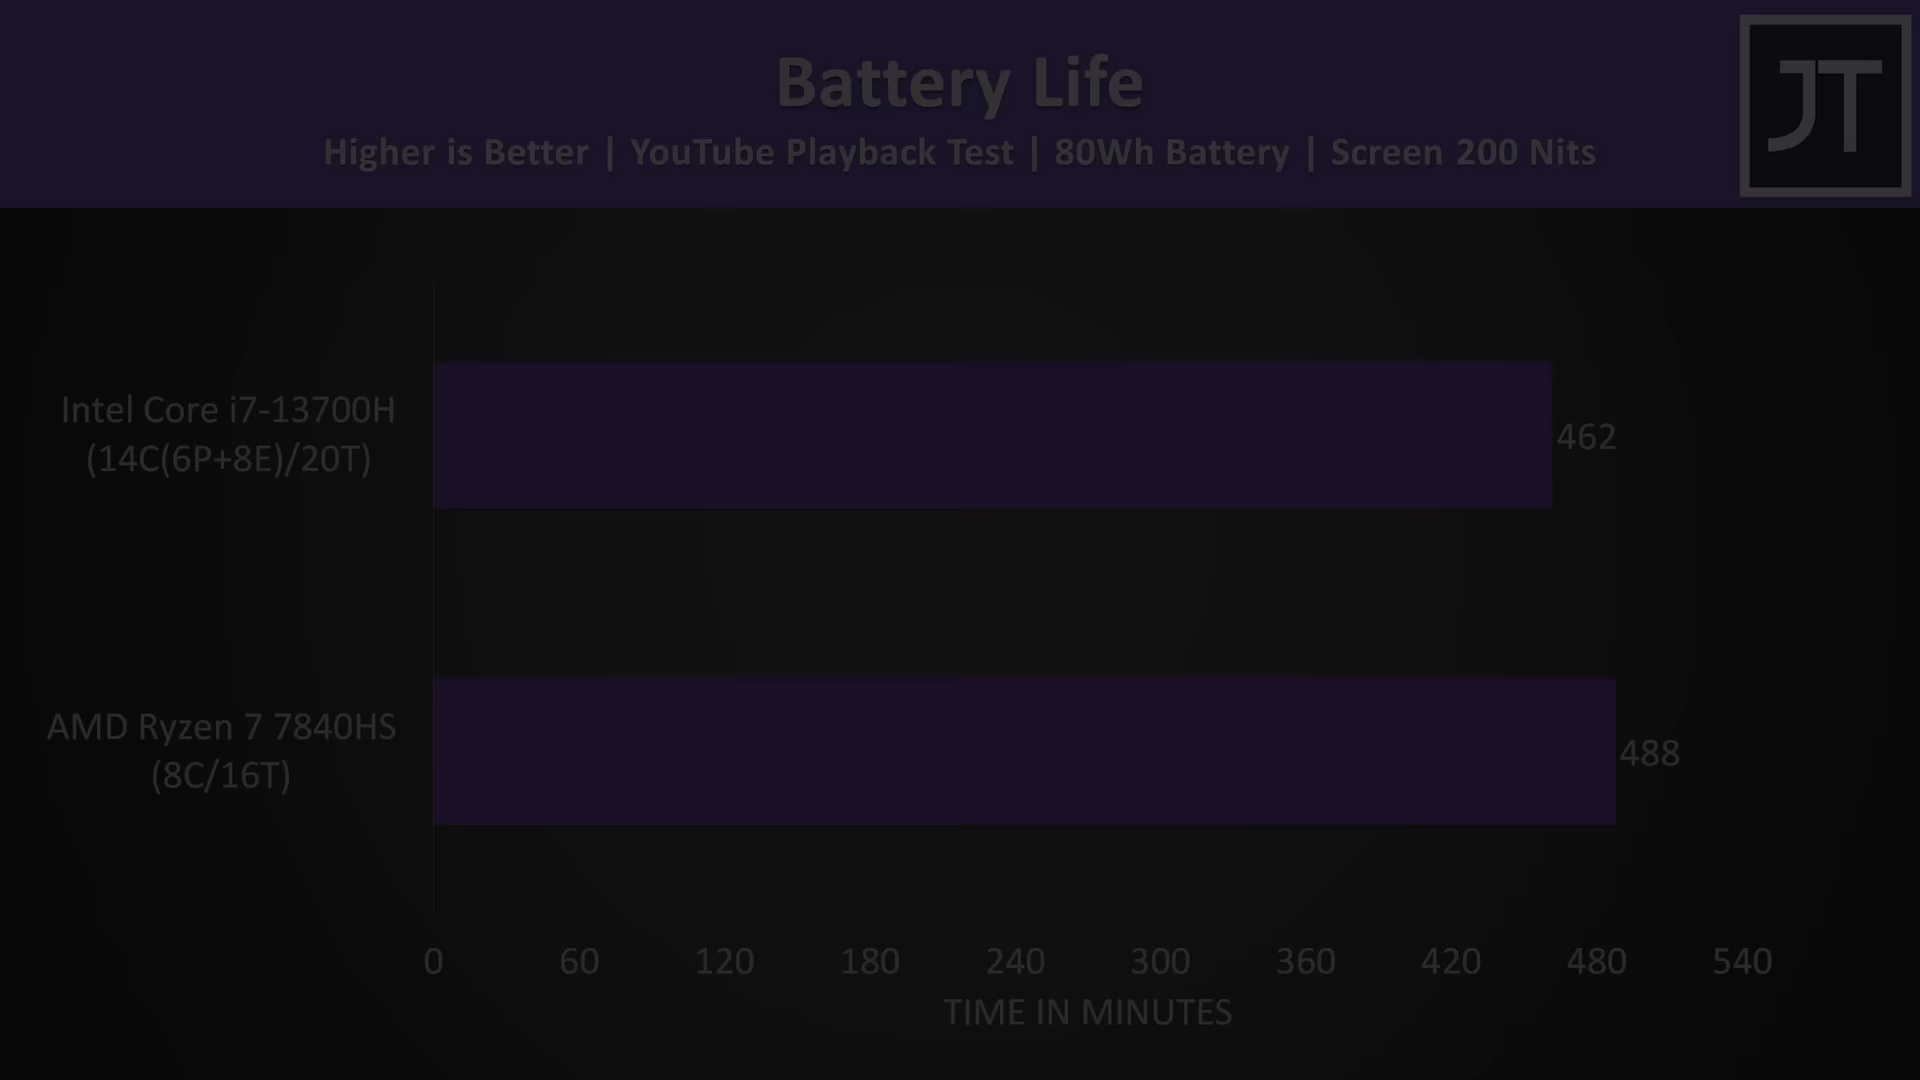 Battery Life
Higher is Better | YouTube Playback Test | 80Wh Battery | Screen 200 Nits
JT
Intel Core i7-13700H
(14C(6P+8E)/20T)
462
AMD Ryzen 7 7840HS
(8C/16T)
488
0 60 120 180 240 300 360 420 480 540
TIME IN MINUTES